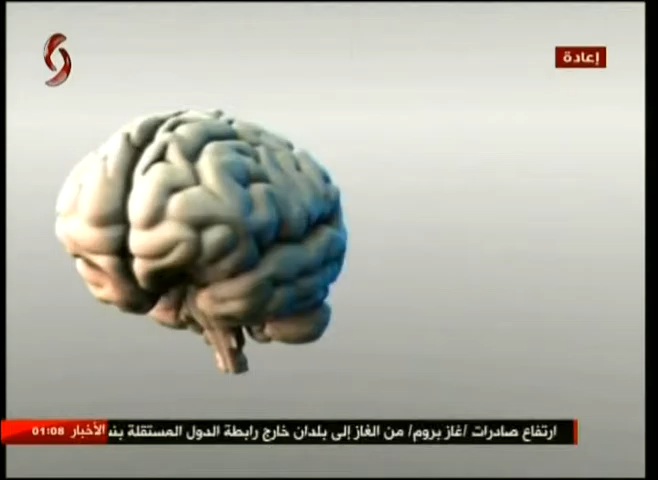 إعادة
ارتفاع صادرات /غاز بروم/ من الغاز إلى بلدان خارج رابطة الدول المستقلة
الأخبار 01:08